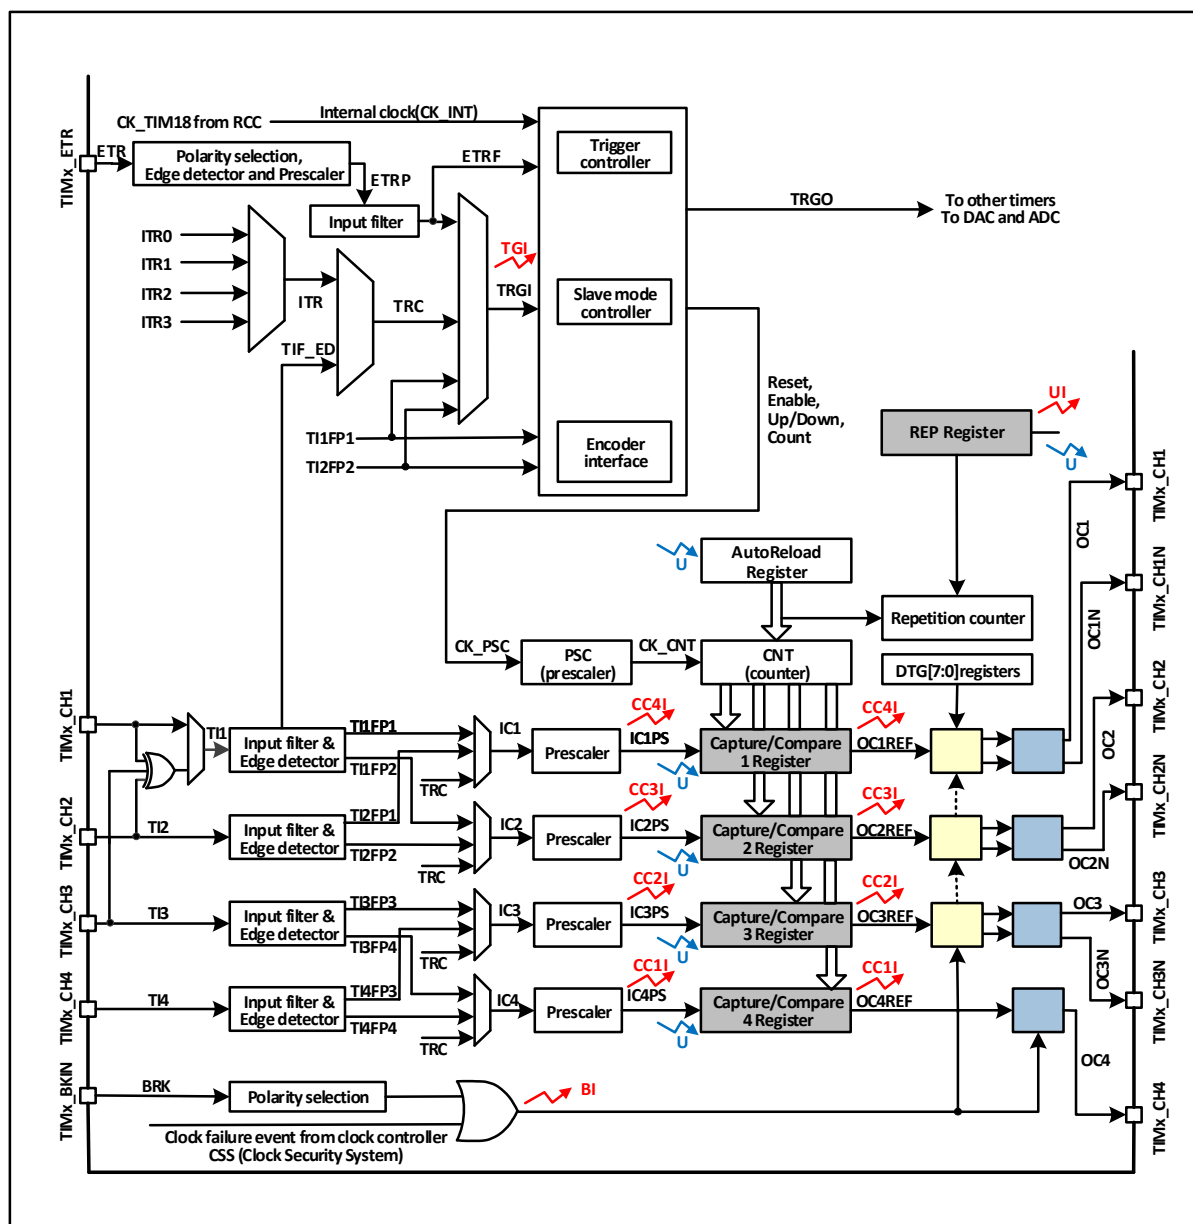 CK_TIM18 from RCC
Internal clock(CK_INT)
TIMx_ETR
ETR
Polarity selection,
Edge detector and Prescaler
ETRP
ETRF
Input filter
Trigger
controller
TRGO
To other timers
To DAC and ADC
ITR0
ITR1
ITR2
ITR3
ITR
TIF_ED
TRC
TGI
TRGI
Slave mode
controller
TI1FP1
TI2FP2
Encoder
interface
Reset,
Enable,
Up/Down,
Count
REP Register
UI
U
AutoReload
Register
U
Repetition counter
CK_PSC
PSC
(prescaler)
CK_CNT
CNT
(counter)
DTG[7:0]registers
TIMx_CH1
TI1
Input filter &
Edge detector
TI1FP1
TI1FP2
TRC
IC1
Prescaler
CC4I
IC1PS
U
Capture/Compare
1 Register
CC4I
OC1REF
OC1
TIMx_CH1
OC1N
TIMx_CH1N
TIMx_CH2
TI2
Input filter &
Edge detector
TI2FP1
TI2FP2
TRC
IC2
Prescaler
CC3I
IC2PS
U
Capture/Compare
2 Register
CC3I
OC2REF
OC2
TIMx_CH2
OC2N
TIMx_CH2N
TIMx_CH3
TI3
Input filter &
Edge detector
TI3FP3
TI3FP4
TRC
IC3
Prescaler
CC2I
IC3PS
U
Capture/Compare
3 Register
CC2I
OC3REF
OC3
TIMx_CH3
OC3N
TIMx_CH3N
TIMx_CH4
TI4
Input filter &
Edge detector
TI4FP3
TI4FP4
TRC
IC4
Prescaler
CC1I
IC4PS
U
Capture/Compare
4 Register
CC1I
OC4REF
OC4
TIMx_CH4
TIMx_BKIN
BRK
Polarity selection
BI
Clock failure event from clock controller
CSS (Clock Security System)